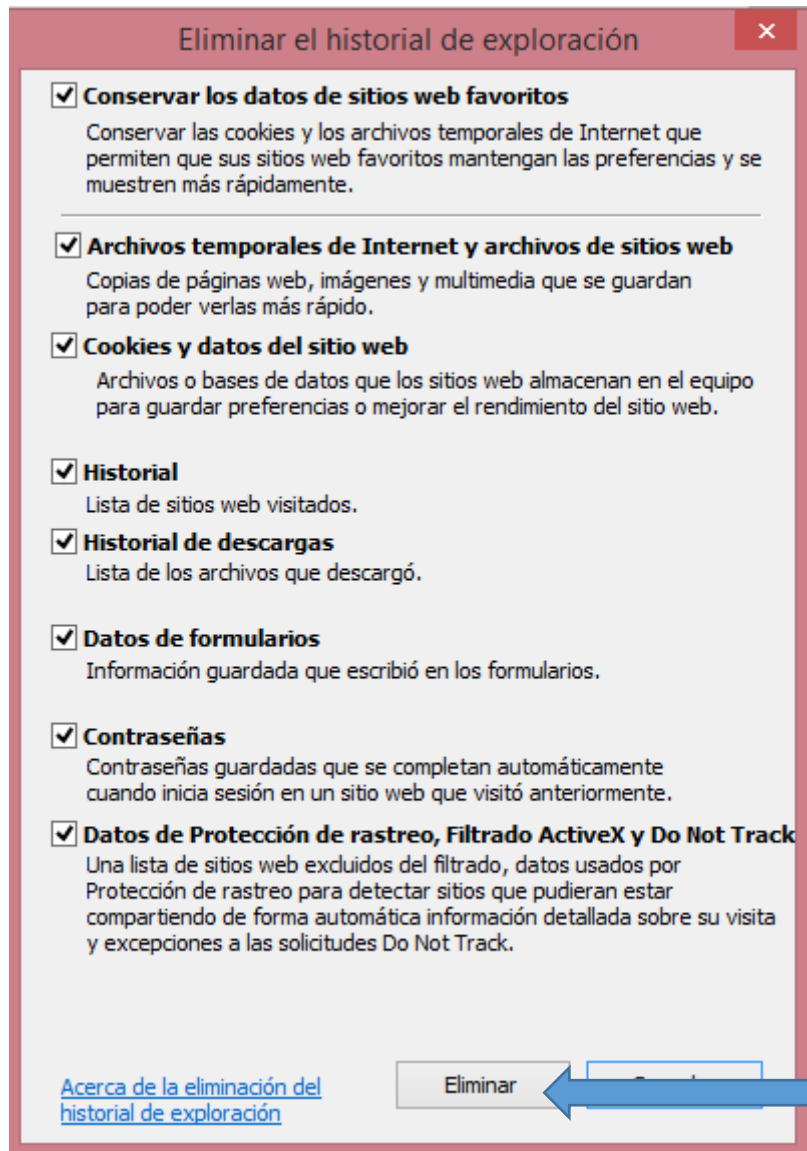 Eliminar el historial de exploración
Conservar los datos de sitios web favoritos
Conservar las cookies y los archivos temporales de Internet que
permiten que sus sitios web favoritos mantengan las preferencias y se
muestren más rápidamente.
Archivos temporales de Internet y archivos de sitios web
Copias de páginas web, imágenes y multimedia que se guardan
para poder verlas más rápido.
Cookies y datos del sitio web
Archivos o bases de datos que los sitios web almacenan en el equipo
para guardar preferencias o mejorar el rendimiento del sitio web.
Historial
Lista de sitios web visitados.
Historial de descargas
Lista de los archivos que descargó.
Datos de formularios
Información guardada que escribió en los formularios.
Contraseñas
Contraseñas guardadas que se completan automáticamente
cuando inicia sesión en un sitio web que visitó anteriormente.
Datos de Protección de rastreo, Filtrado ActiveX y Do Not Track
Una lista de sitios web excluidos del filtrado, datos usados por
Protección de rastreo para detectar sitios que pudieran estar
compartiendo de forma automática información detallada sobre su visita
y excepciones a las solicitudes Do Not Track.
Acerca de la eliminación del
historial de exploración
Eliminar